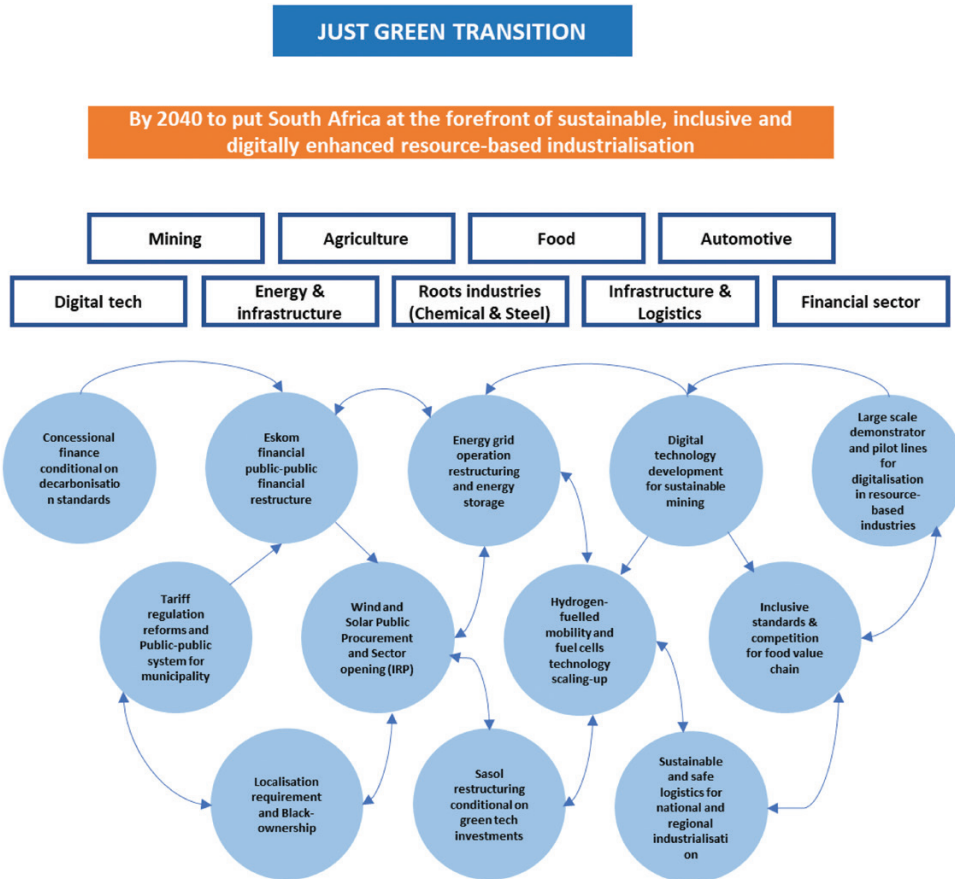 JUST GREEN TRANSITION
By 2040 to put South Africa at the forefront of sustainable, inclusive and
digitally enhanced resource-based industrialisation
Mining
Agriculture
Food
Automotive
Digital tech
Energy &
infrastructure
Roots industries
(Chemical & Steel)
Infrastructure &
Logistics
Financial sector
Concessional
finance
conditional on
decarbonisatio
n standards
Eskom
financial
public-public
financial
restructure
Energy grid
operation
restructuring
and energy
storage
Digital
technology
development
for sustainable
mining
Large scale
demonstrator
and pilot lines
for
digitalisation
in resource-
based
industries
Tariff
regulation
reforms and
Public-public
system for
municipality
Wind and
Solar Public
Procurement
and Sector
opening (IRP)
Hydrogen-
fuelled
mobility and
fuel cells
technology
scaling-up
Inclusive
standards &
competition
for food value
chain
Localisation
requirement
and Black-
ownership
Sasol
restructuring
conditional on
green tech
investments
Sustainable
and safe
logistics for
national and
regional
industrialisati
on